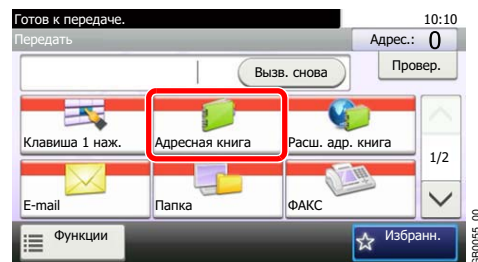 Готов к передаче. 10:10
Передать Адрес.: 0
Вызв. снова Провер.
Клавиша 1 наж. Адресная книга Расш. адр. книга
1/2
E-mail Папка ФАКС
Функции Избранн.
GB0055_00